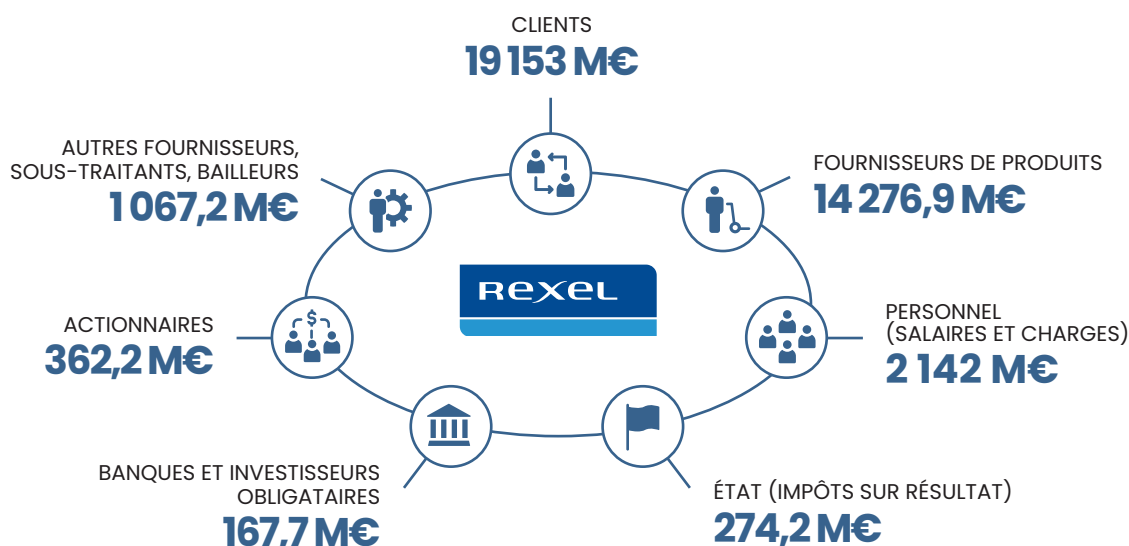 CLIENTS
19 153 M€
AUTRES FOURNISSEURS,
SOUS-TRAITANTS, BAILLEURS
1 067,2 M€
FOURNISSEURS DE PRODUITS
14 276,9 M€
REXEL
ACTIONNAIRES
362,2 M€
PERSONNEL
(SALAIRES ET CHARGES)
2 142 M€
BANQUES ET INVESTISSEURS
OBLIGATAIRES
167,7 M€
ÉTAT (IMPÔTS SUR RÉSULTAT)
274,2 M€